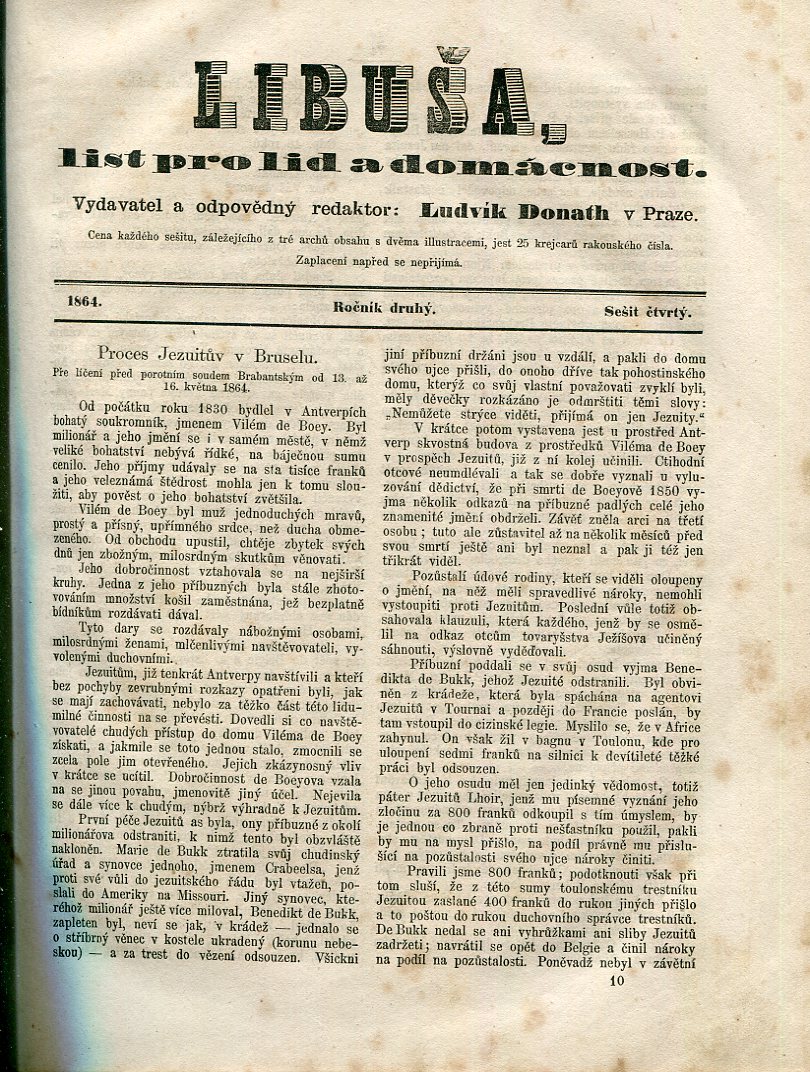 LIBUŠA,
list pro lid a domácnost.
Vydavatel a odpovědný redaktor: Ludvík Donath v Praze.
Cena každého sešitu, záležejícího z tré archů obsahu s dvěma illustracemi, jest 25 krejcarů rakouského čísla.
Zaplacení napřed se nepřijímá.
1864. Ročník druhý. Sešit čtvrtý.
Proces Jezuitův v Bruselu.
Pře líčení před porotním soudem Brabantským od 13. až
16. května 1864.
Od počátku roku 1830 bydlel v Antverpích
bohatý soukromník, jmenem Vilém de Boey. Byl
milionář a jeho jmění se i v samém městě, v němž
veliké bohatství nebývá řídké, na báječnou sumu
cenilo. Jeho příjmy udávaly se na sta tisíce franků
a jeho veleznámá štědrost mohla jen k tomu slou-
žiti, aby pověst o jeho bohatství zvětšila.
Vilém de Boey byl muž jednoduchých mravů,
prostý a přísný, upřímného srdce, než ducha obme-
zeného. Od obchodu upustil, chtěje zbytek svých
dnů jen zbožným, milosrdným skutkům věnovati.
Jeho dobročinnost vztahovala se na nejširší
kruhy. Jedna z jeho příbuzných byla stále zhoto-
vováním množství košil zaměstnána, jež bezplatně
bídníkům rozdávati dával.
Tyto dary se rozdávaly nábožnými osobami,
milosrdnými ženami, mlčenlivými navštěvovateli, vy-
volenými duchovními.
Jezuitům, již tenkrát Antverpy navštívili a kteří
bez pochyby zevrubnými rozkazy opatřeni byli, jak
se mají zachovávati, nebylo za těžko část této lidu-
milné činnosti na se převésti. Dovedli si co navště-
vovatelé chudých přístup do domu Viléma de Boey
získati, a jakmile se toto jednou stalo, zmocnili se
zcela pole jim otevřeného. Jejich zkázynosný vliv
v krátce se ucítil. Dobročinnost de Boeyova vzala
na se jinou povahu, jmenovitě jiný účel. Nejevila
se dále více k chudým, nýbrž výhradně k Jezuitům.
První péče Jezuitů as byla, ony příbuzné z okolí
milionářova odstraniti, k nimž tento byl obzvláště
nakloněn. Marie de Bukk ztratila svůj chudinský
úřad a synovce jednoho, jmenem Crabeelsa, jenž
proti své vůli do jezuitského řádu byl vtažen, po-
slali do Ameriky na Missouri. Jiný synovec, kte-
réhož milionář ještě více miloval, Benedikt de Bukk,
zapleten byl, neví se jak, v krádež — jednalo se
o stříbrný věnec v kostele ukradený (korunu nebe-
skou) — a za trest do vězení odsouzen. Všickni
jiní příbuzní držáni jsou u vzdálí, a pakli do domu
svého ujce přišli, do onoho dříve tak pohostinského
domu, kterýž co svůj vlastní považovati zvyklí byli,
měly děvečky rozkázáno je odmrštiti těmi slovy:
„Nemůžete strýce viděti, přijímá on jen Jezuity.“
V krátce potom vystavena jest u prostřed Ant-
verp skvostná budova z prostředků Viléma de Boey
v prospěch Jezuitů, již z ní kolej učinili. Ctihodní
otcové neumdlévali a tak se dobře vyznali u vylu-
zování dědictví, že při smrti de Boeyově 1850 vy-
jma několik odkazů na příbuzné padlých celé jeho
znamenité jmění obdrželi. Závěť zněla arci na třetí
osobu; tuto ale zůstavitel až na několik měsíců před
svou smrtí ještě ani byl neznal a pak ji též jen
třikrát viděl.
Pozůstalí údové rodiny, kteří se viděli oloupeny
o jmění, na něž měli spravedlivé nároky, nemohli
vystoupiti proti Jezuitům. Poslední vůle totiž ob-
sahovala klauzuli, která každého, jenž by se osmě-
lil na odkaz otcům tovaryšstva Ježíšova učiněný
sáhnouti, výslovně vyděďovali.
Příbuzní poddali se v svůj osud vyjma Bene-
dikta de Bukk, jehož Jezuité odstranili. Byl obvi-
něn z krádeže, která byla spáchána na agentovi
Jezuitů v Tournai a později do Francie poslán, by
tam vstoupil do cizinské legie. Myslilo se, že v Africe
zahynul. On však žil v bagnu v Toulonu, kde pro
uloupení sedmi franků na silnici k devítileté těžké
práci byl odsouzen.
O jeho osudu měl jen jedinký vědomost, totiž
páter Jezuitů Lhoir, jenž mu písemné vyznání jeho
zločinu za 800 franků odkoupil s tím úmyslem, by
je jednou co zbraně proti nešťastníku použil, pakli
by mu na mysl přišlo, na podíl právně mu příslu-
šící na pozůstalosti svého ujce nároky činiti.
Pravili jsme 800 franků; podotknouti však při
tom sluší, že z této sumy toulonskému trestníku
Jezuitou zaslané 400 franků do rukou jiných přišlo
a to poštou do rukou duchovního správce trestníků.
De Bukk nedal se ani vyhrůžkami ani sliby Jezuitů
zadržeti; navrátil se opět do Belgie a činil nároky
na podíl na pozůstalosti. Poněvadž nebyl v závětní
10